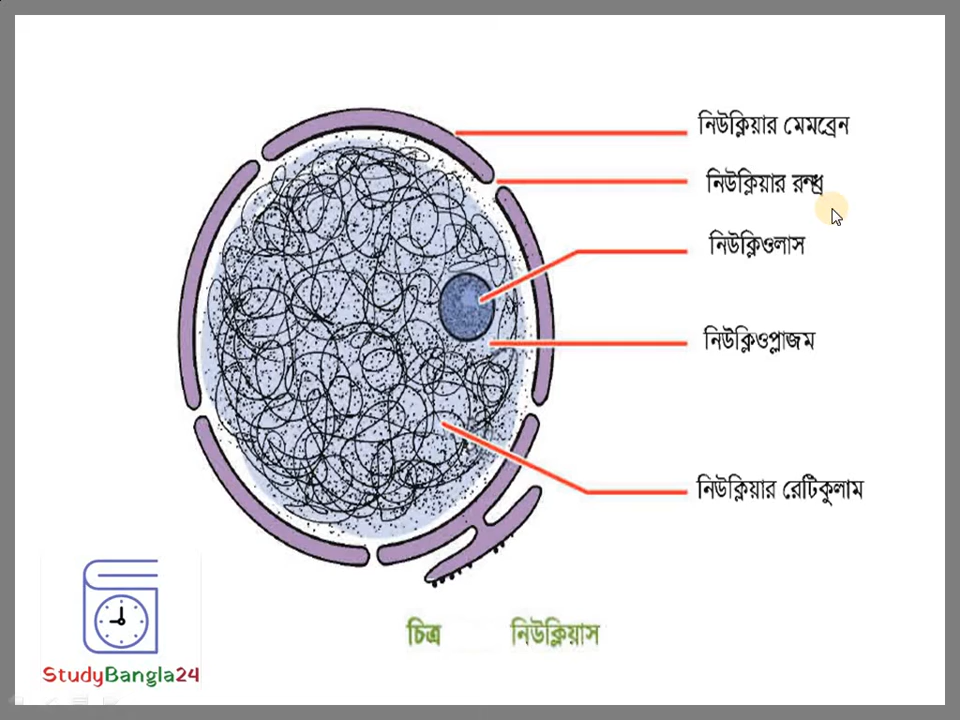 নিউক্লিয়ার মেমব্রেন
নিউক্লিয়ার রন্ধ্র
নিউক্লিওলাস
নিউক্লিওপ্লাজম
নিউক্লিয়ার রেটিকুলাম
চিত্র নিউক্লিয়াস
StudyBangla24